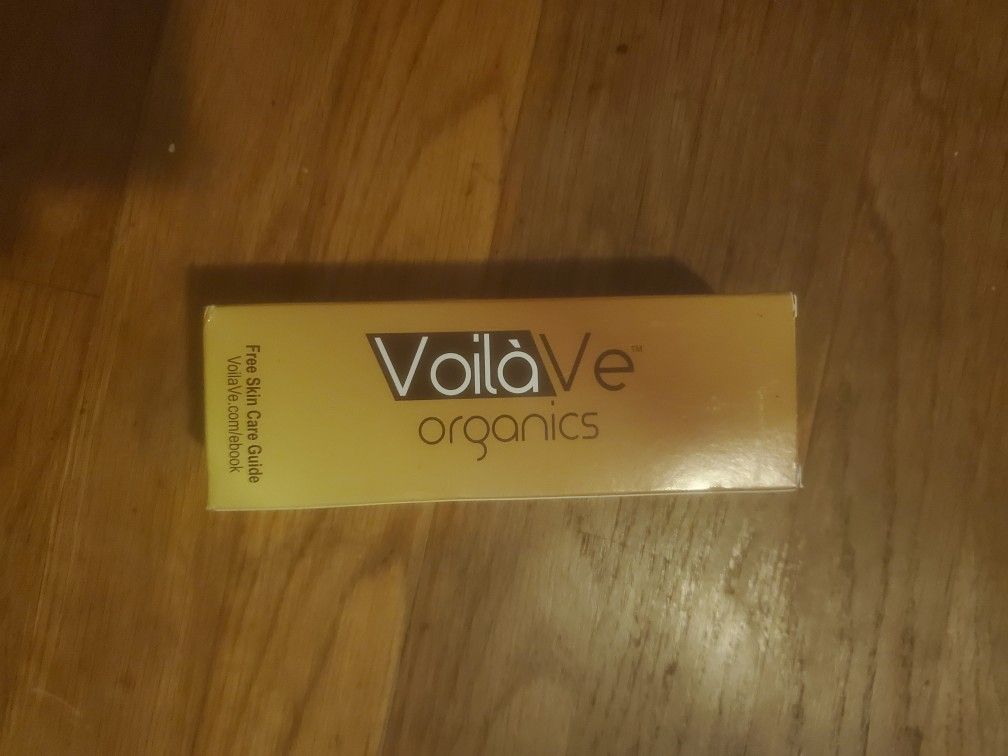 VoilàVe™
organics
Free Skin Care Guide
VoilaVe.com/ebook